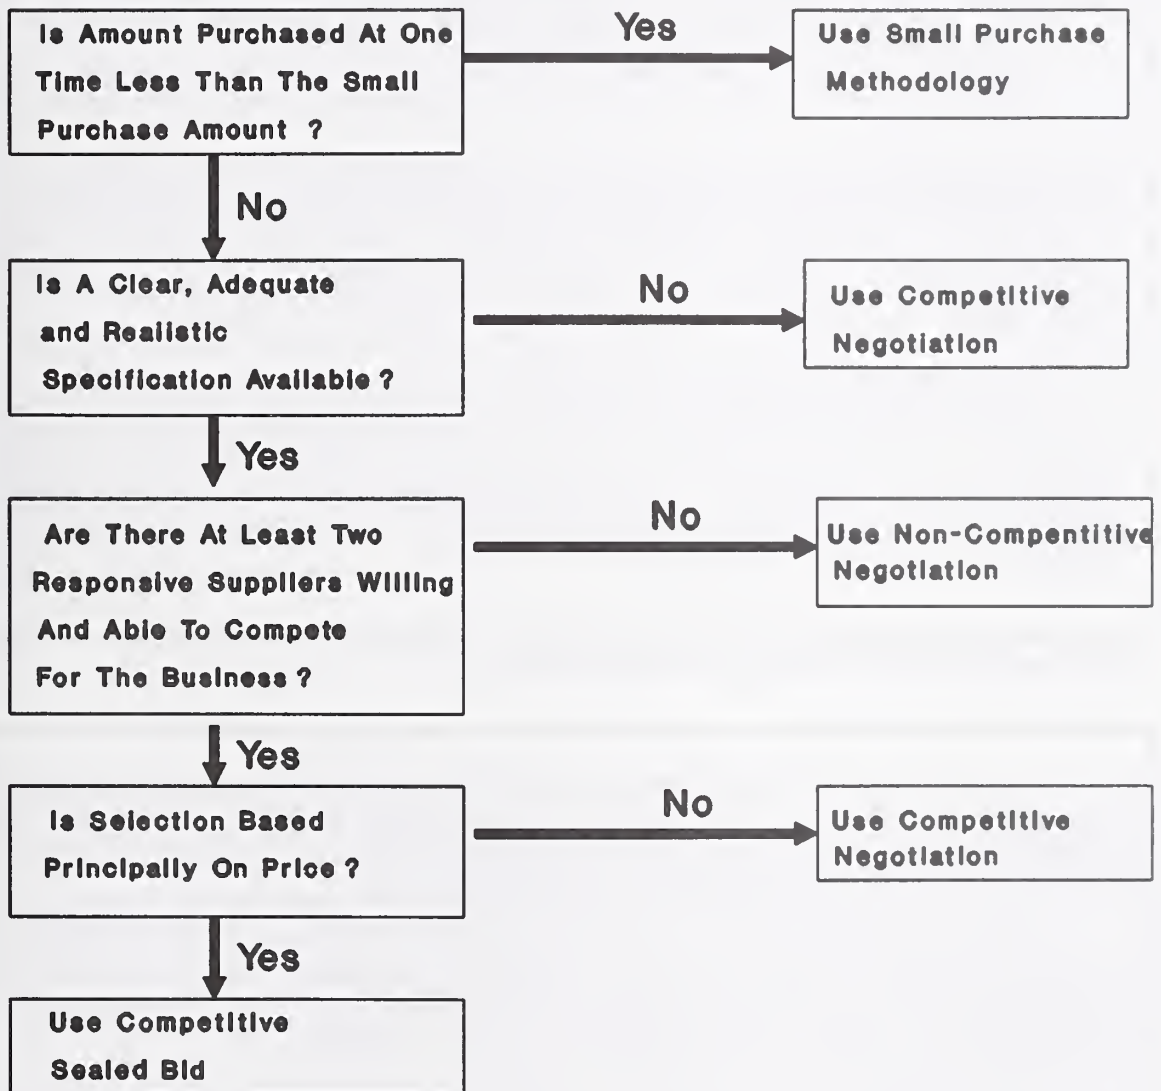 Is Amount Purchased At One
Time Less Than The Small
Purchase Amount ?
Yes
Use Small Purchase
Methodology
No
Is A Clear, Adequate
and Realistic
Specification Available ?
No
Use Competitive
Negotiation
Yes
Are There At Least Two
Responsive Suppliers Willing
And Able To Compete
For The Business ?
No
Use Non-Compentitive
Negotiation
Yes
Is Selection Based
Principally On Price ?
No
Use Competitive
Negotiation
Yes
Use Competitive
Sealed Bid